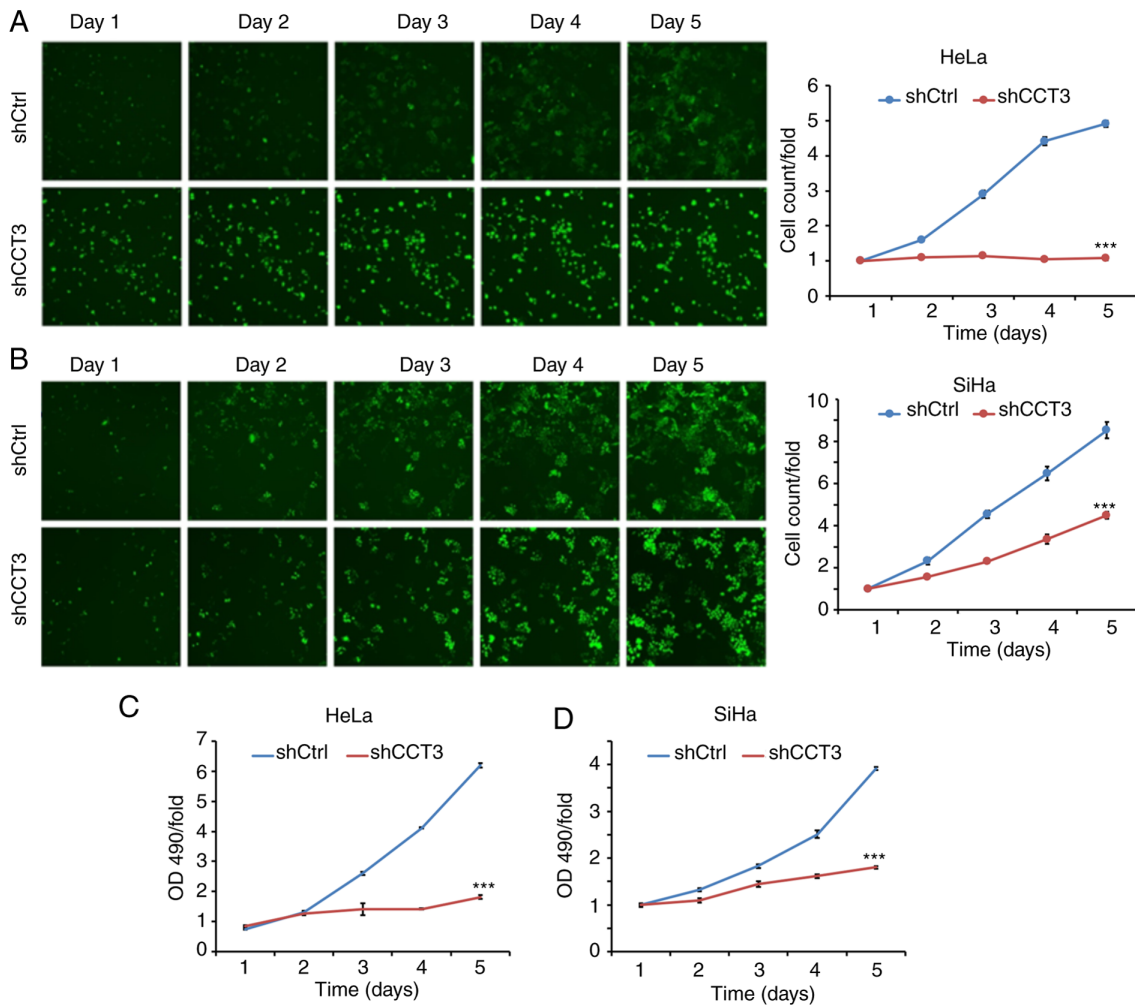 A
Day 1 Day 2 Day 3 Day 4 Day 5
shCtrl
shCCT3
HeLa
shCtrl shCCT3
Cell count/fold
6
5
4
3
2
1
0
***
1 2 3 4 5
Time (days)
B
Day 1 Day 2 Day 3 Day 4 Day 5
shCtrl
shCCT3
SiHa
shCtrl shCCT3
Cell count/fold
10
8
6
4
2
0
***
1 2 3 4 5
Time (days)
C
HeLa
shCtrl shCCT3
OD 490/fold
7
6
5
4
3
2
1
0
***
1 2 3 4 5
Time (days)
D
SiHa
shCtrl shCCT3
OD 490/fold
4
4
2
2
1
0
***
1 2 3 4 5
Time (days)